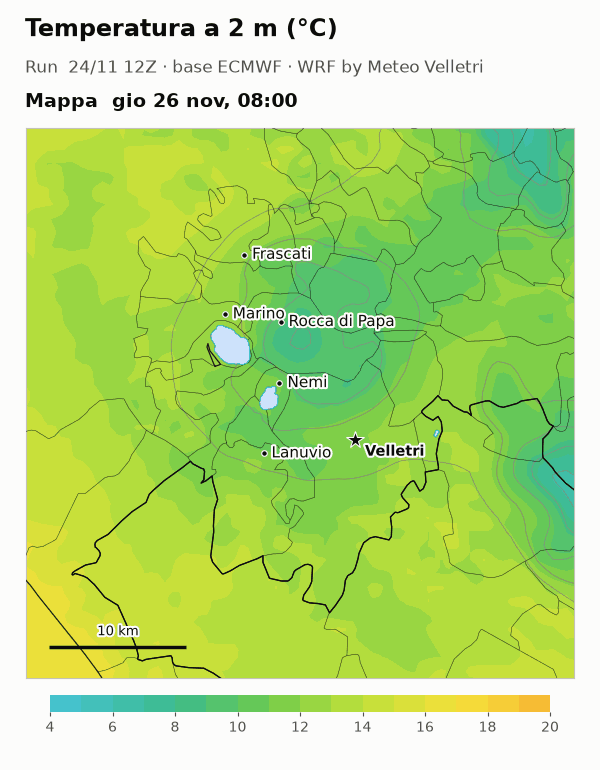 Temperatura a 2 m (°C)
Run  24/11 12Z · base ECMWF · WRF by Meteo Velletri
Mappa  gio 26 nov, 08:00
Frascati
Marino
Rocca di Papa
Nemi
Velletri
Lanuvio
10 km
4 6 8 10 12 14 16 18 20